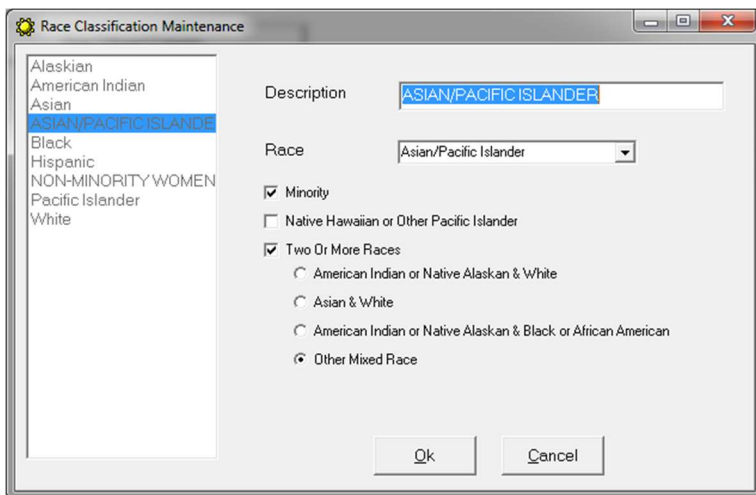 Race Classification Maintenance
Alaskian
American Indian
Asian
ASIAN/PACIFIC ISLANDE
Black
Hispanic
NON-MINORITY WOMEN
Pacific Islander
White
Description
ASIAN/PACIFIC ISLANDER
Race
Asian/Pacific Islander
Minority
Native Hawaiian or Other Pacific Islander
Two Or More Races
American Indian or Native Alaskan & White
Asian & White
American Indian or Native Alaskan & Black or African American
Other Mixed Race
Ok
Cancel